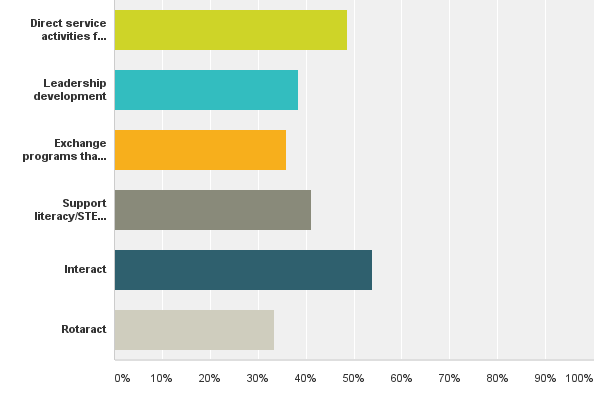 Direct service
activities f...
Leadership
development
Exchange
programs tha...
Support
literacy/STE...
Interact
Rotaract
0% 10% 20% 30% 40% 50% 60% 70% 80% 90% 100%